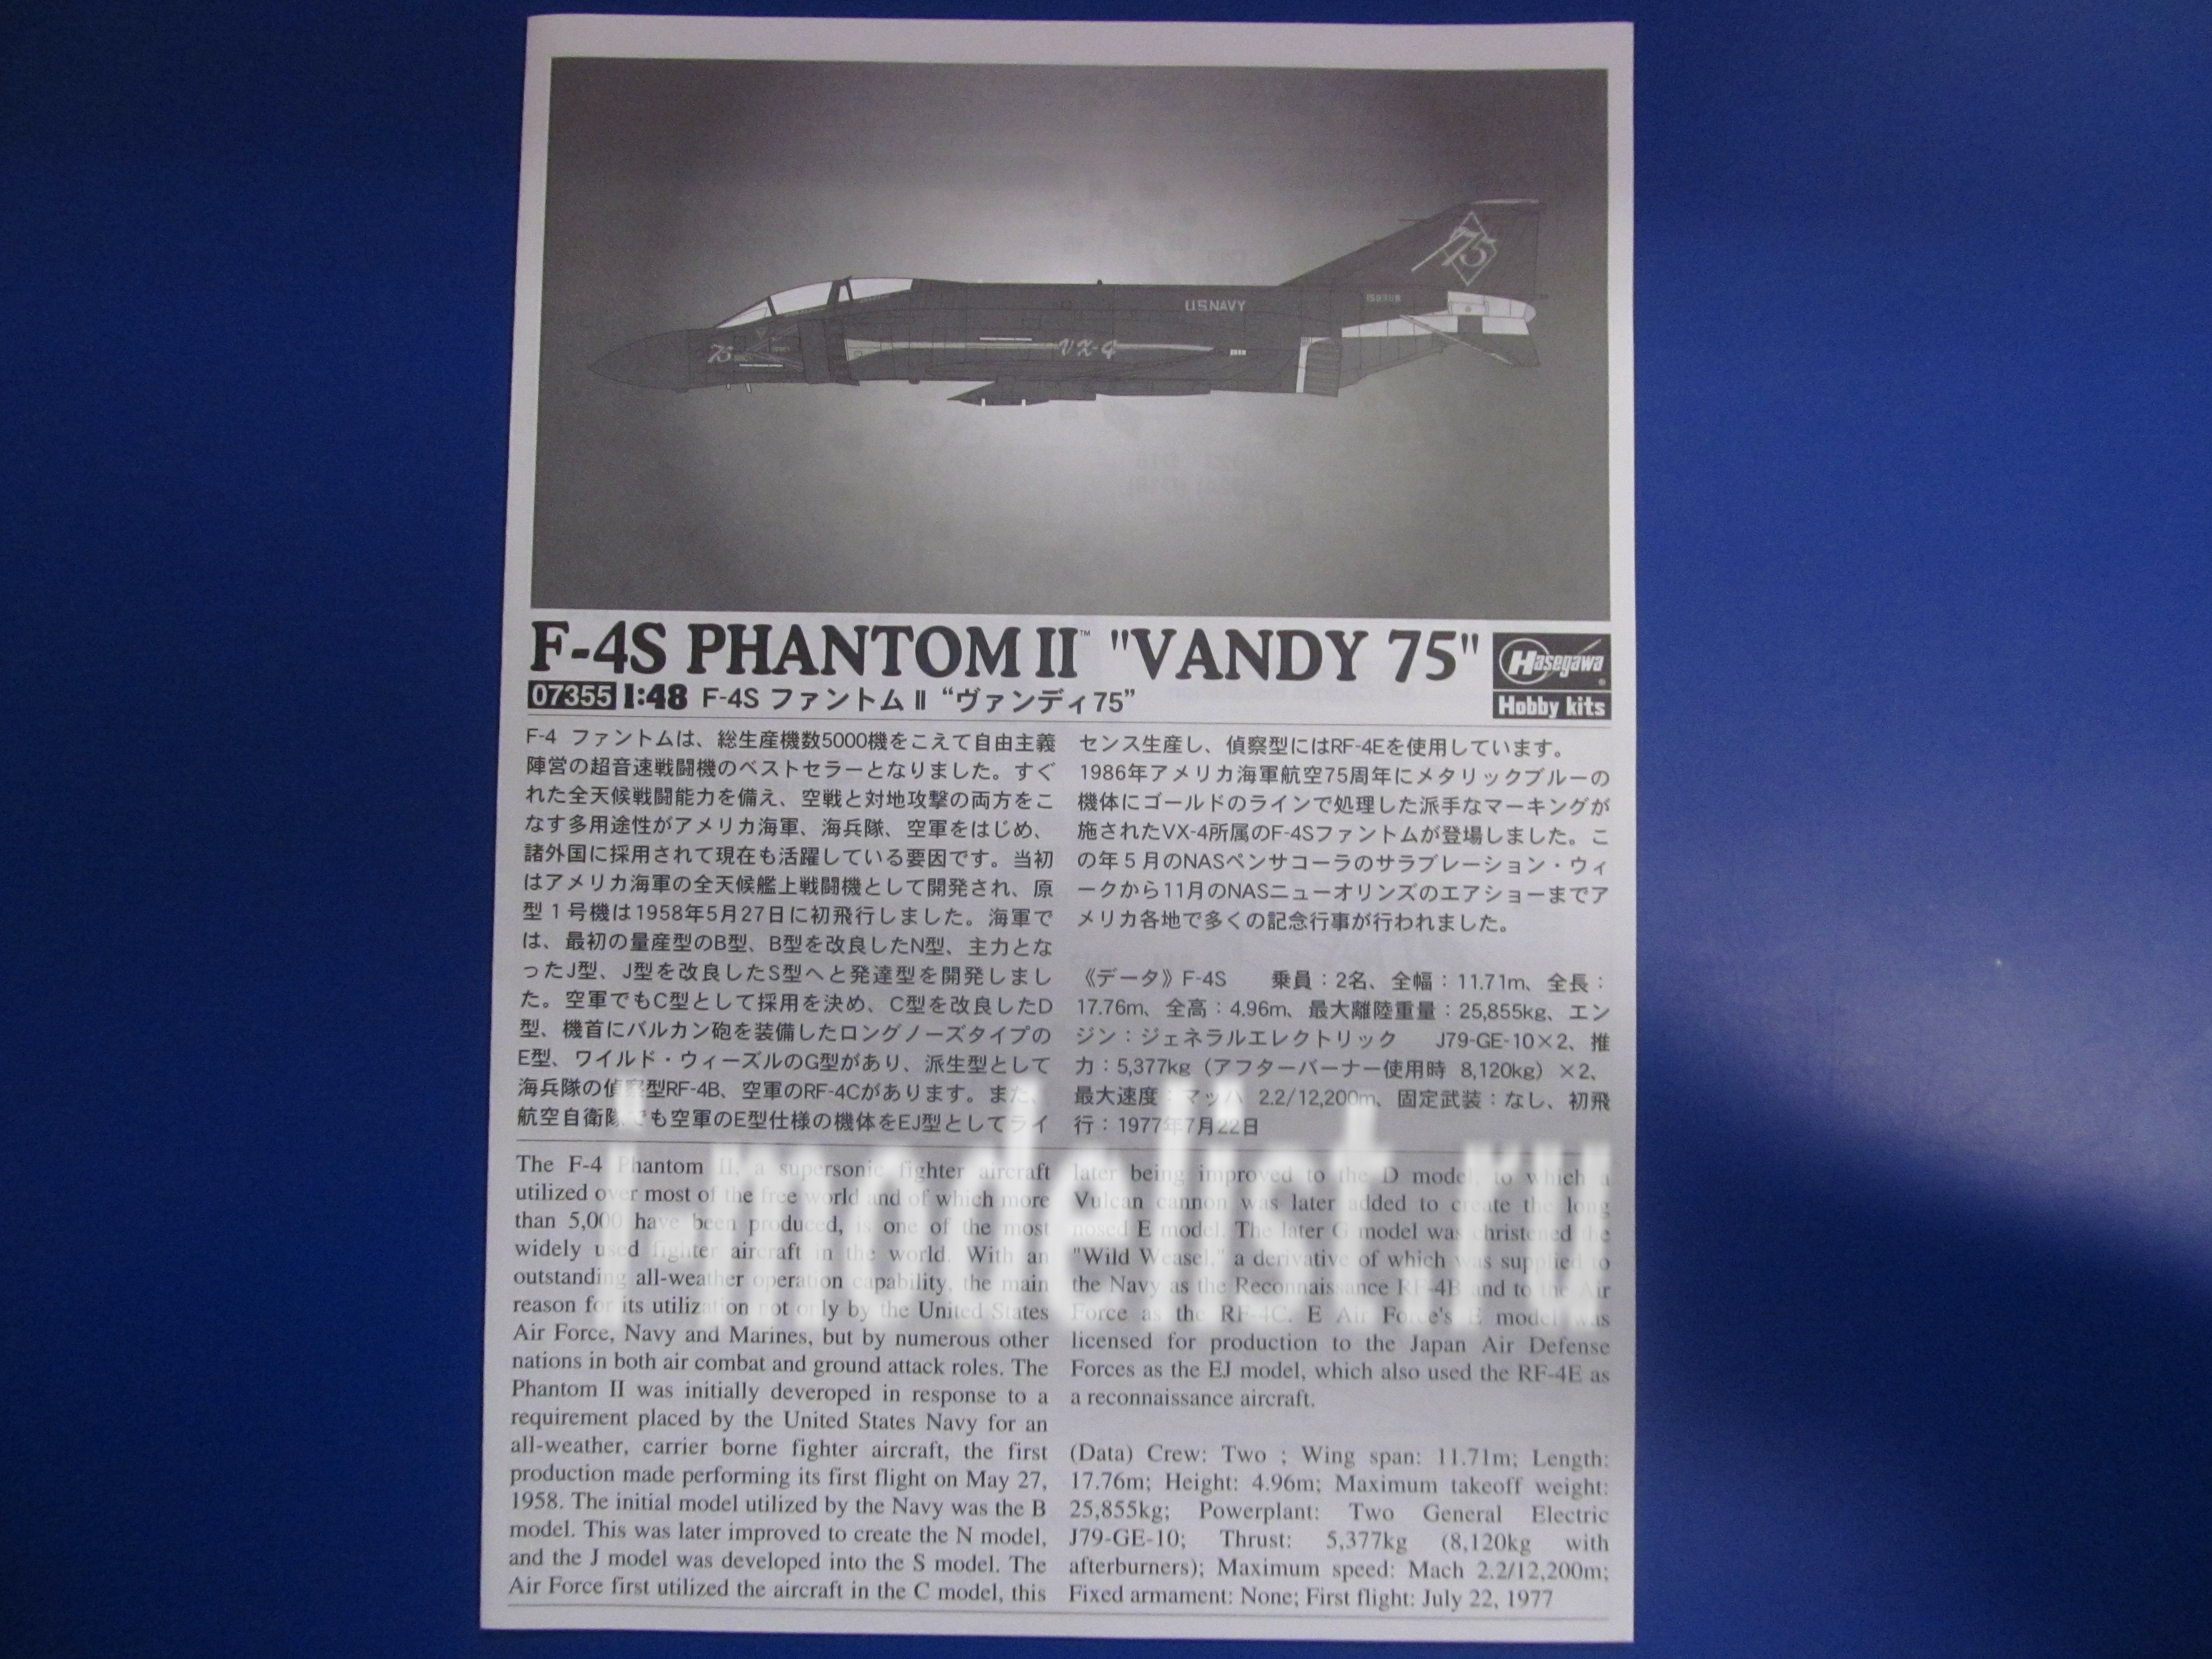 75
U.S.NAVY
VX-4
75
F-4S PHANTOM II™ "VANDY 75"
Hasegawa
Hobby kits
07355 1:48 F-4S ファントムⅡ “ヴァンディ75”
F-4 ファントムは、総生産機数5000機をこえて自由主義
陣営の超音速戦闘機のベストセラーとなりました。すぐ
れた全天候戦闘能力を備え、空戦と対地攻撃の両方をこ
なす多用途性がアメリカ海軍、海兵隊、空軍をはじめ、
諸外国に採用されて現在も活躍している要因です。当初
はアメリカ海軍の全天候艦上戦闘機として開発され、原
型1号機は1958年5月27日に初飛行しました。海軍で
は、最初の量産型のB型、B型を改良したN型、主力とな
ったJ型、J型を改良したS型へと発達型を開発しまし
た。空軍でもC型として採用を決め、C型を改良したD
型、機首にバルカン砲を装備したロングノーズタイプの
E型、ワイルド・ウィーズルのG型があり、派生型として
海兵隊の偵察型RF-4B、空軍のRF-4Cがあります。また、
航空自衛隊でも空軍のE型仕様の機体をEJ型としてライ
センス生産し、偵察型にはRF-4Eを使用しています。
1986年アメリカ海軍航空75周年にメタリックブルーの
機体にゴールドのラインで処理した派手なマーキングが
施されたVX-4所属のF-4Sファントムが登場しました。こ
の年5月のNASペンサコーラのサラブレーション・ウィ
ークから11月のNASニューオリンズのエアショーまでア
メリカ各地で多くの記念行事が行われました。
《データ》F-4S 乗員：2名、全幅：11.71m、全長：
17.76m、全高：4.96m、最大離陸重量：25,855kg、エン
ジン：ジェネラルエレクトリック J79-GE-10×2、推
力：5,377kg（アフターバーナー使用時 8,120kg）×2、
最大速度：マッハ 2.2/12,200m、固定武装：なし、初飛
行：1977年7月22日
The F-4 Phantom II, a supersonic fighter aircraft
utilized over most of the free world and of which more
than 5,000 have been produced, is one of the most
widely used fighter aircraft in the world. With an
outstanding all-weather operation capability, the main
reason for its utilization not only by the United States
Air Force, Navy and Marines, but by numerous other
nations in both air combat and ground attack roles. The
Phantom II was initially deveroped in response to a
requirement placed by the United States Navy for an
all-weather, carrier borne fighter aircraft, the first
production made performing its first flight on May 27,
1958. The initial model utilized by the Navy was the B
model. This was later improved to create the N model,
and the J model was developed into the S model. The
Air Force first utilized the aircraft in the C model, this
later being improved to the D model, to which a
Vulcan cannon was later added to create the long
nosed E model. The later G model was christened the
"Wild Weasel," a derivative of which was supplied to
the Navy as the Reconnaissance RF-4B and to the Air
Force as the RF-4C. E Air Force's E model was
licensed for production to the Japan Air Defense
Forces as the EJ model, which also used the RF-4E as
a reconnaissance aircraft.
(Data) Crew: Two ; Wing span: 11.71m; Length:
17.76m; Height: 4.96m; Maximum takeoff weight:
25,855kg; Powerplant: Two General Electric
J79-GE-10; Thrust: 5,377kg (8,120kg with
afterburners); Maximum speed: Mach 2.2/12,200m;
Fixed armament: None; First flight: July 22, 1977
i-modelist.ru